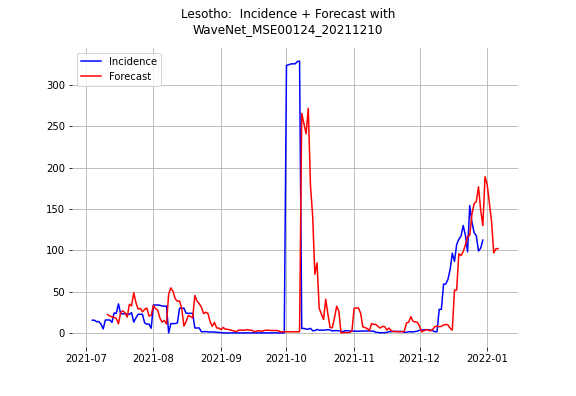 Lesotho:  Incidence + Forecast with
WaveNet_MSE00124_20211210
Incidence
Forecast
300
250
200
150
100
50
0
2021-07 2021-08 2021-09 2021-10 2021-11 2021-12 2022-01